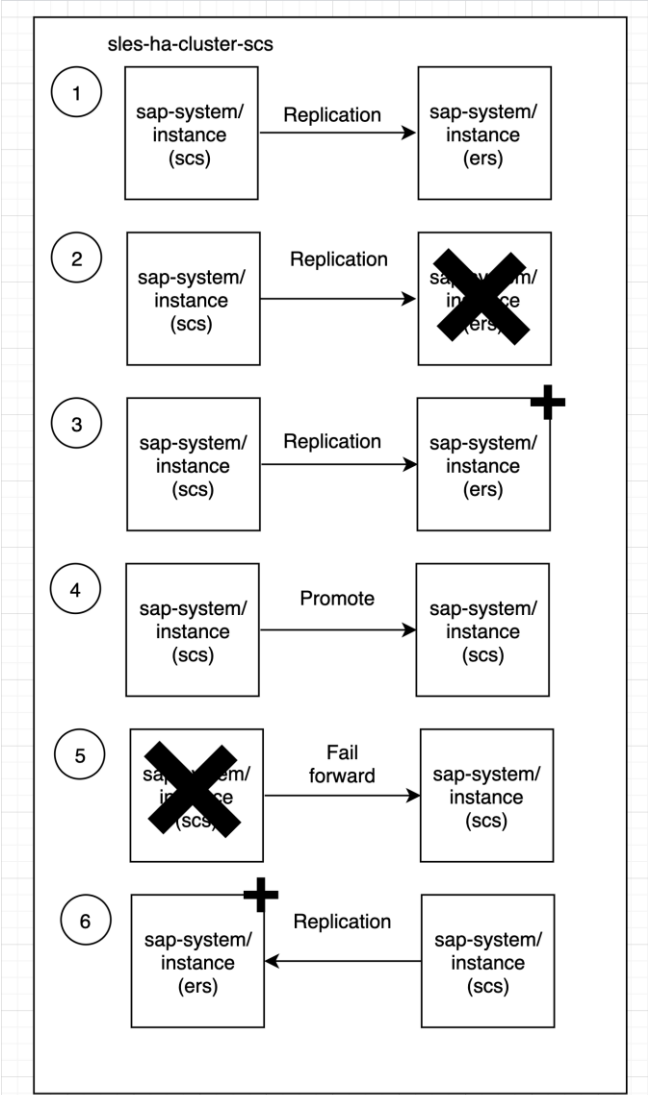 sles-ha-cluster-scs
1
sap-system/
instance
(scs)
Replication
sap-system/
instance
(ers)
2
sap-system/
instance
(scs)
Replication
(ers)
3
sap-system/
instance
(scs)
Replication
sap-system/
instance
(ers)
4
sap-system/
instance
(scs)
Promote
sap-system/
instance
(scs)
5
(scs)
Fail
forward
sap-system/
instance
(scs)
6
sap-system/
instance
(ers)
Replication
sap-system/
instance
(scs)